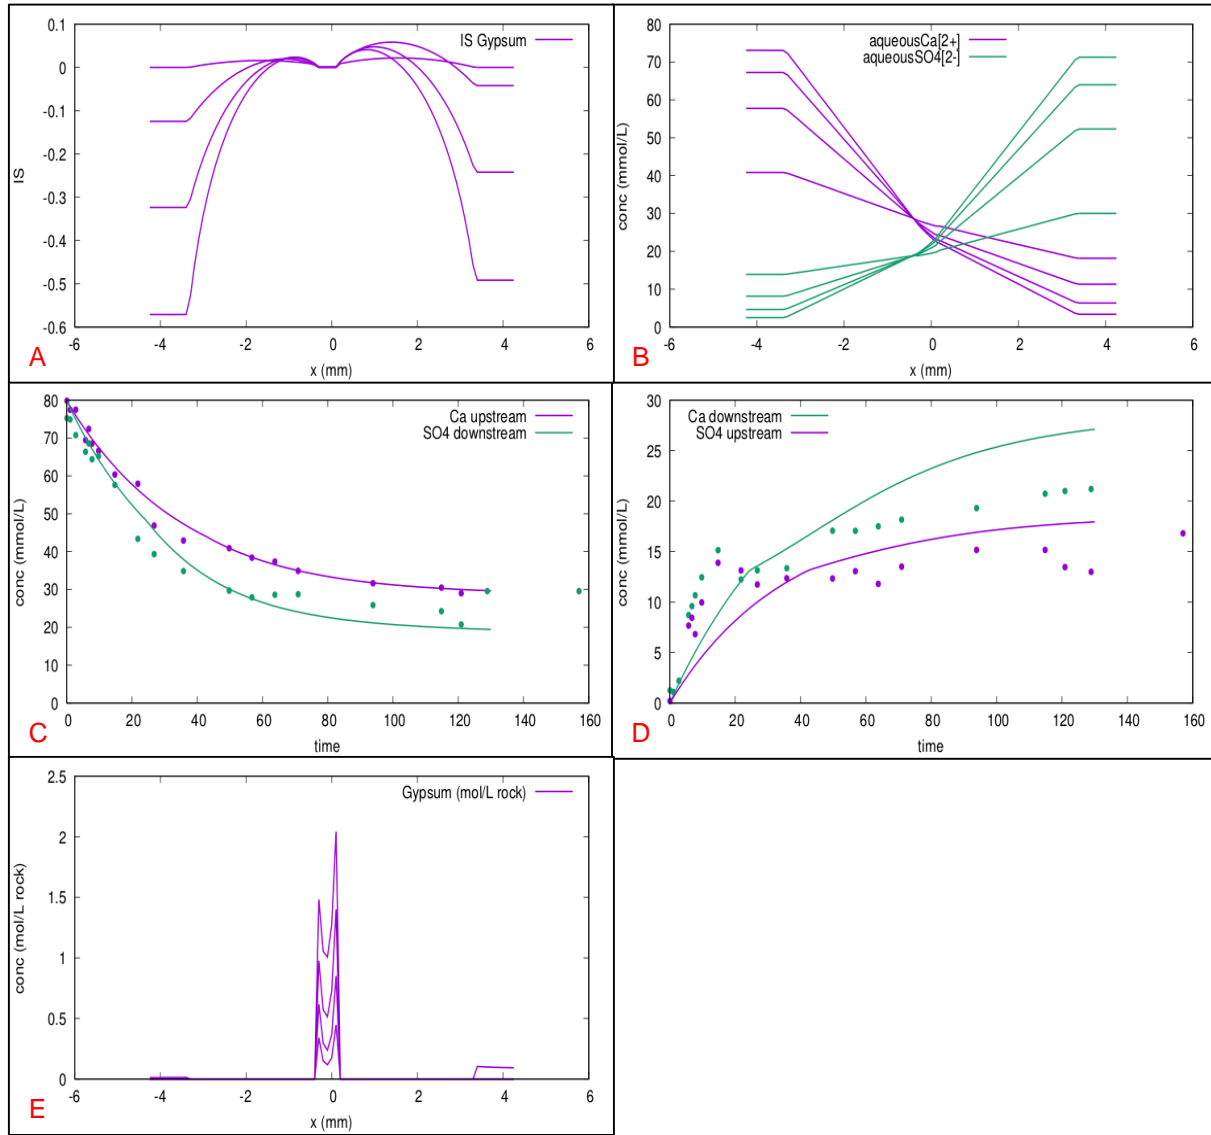 0.1
0
-0.1
-0.2
-0.3
-0.4
-0.5
-0.6
IS
IS Gypsum
-6 -4 -2 0 2 4 6
x (mm)
A
80
70
60
50
40
30
20
10
0
conc (mmol/L)
aqueousCa[2+]
aqueousSO4[2-]
-6 -4 -2 0 2 4 6
x (mm)
B
80
70
60
50
40
30
20
10
0
conc (mmol/L)
Ca upstream
SO4 downstream
0 20 40 60 80 100 120 140 160
time
C
30
25
20
15
10
5
0
conc (mmol/L)
Ca downstream
SO4 upstream
0 20 40 60 80 100 120 140 160
time
D
2.5
2
1.5
1
0.5
0
conc (mol/L rock)
Gypsum (mol/L rock)
-6 -4 -2 0 2 4 6
x (mm)
E